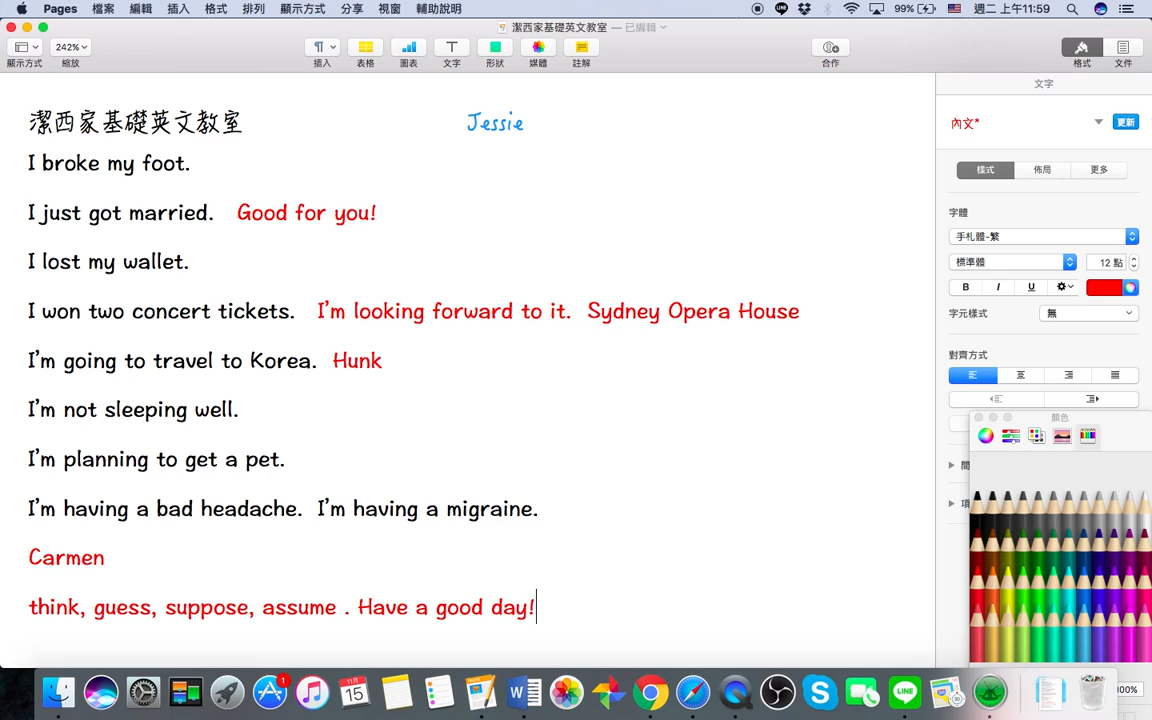 Pages 檔案 編輯 插入 格式 排列 顯示方式 分享 視窗 輔助說明 99% 週二 上午11:59
潔西家基礎英文教室 — 已編輯
242%
顯示方式 縮放 插入 表格 圖表 文字 形狀 媒體 註解 合作 格式 文件
文字
潔西家基礎英文教室 Jessie
I broke my foot.
I just got married. Good for you!
I lost my wallet.
I won two concert tickets. I'm looking forward to it. Sydney Opera House
I'm going to travel to Korea. Hunk
I'm not sleeping well.
I'm planning to get a pet.
I'm having a bad headache. I'm having a migraine.
Carmen
think, guess, suppose, assume . Have a good day!
內文* 更新
樣式 佈局 更多
字體
手札體-繁
標準體 12 點
B I U
字元樣式 無
對齊方式
顏色
1
11月
15
LINE
100%